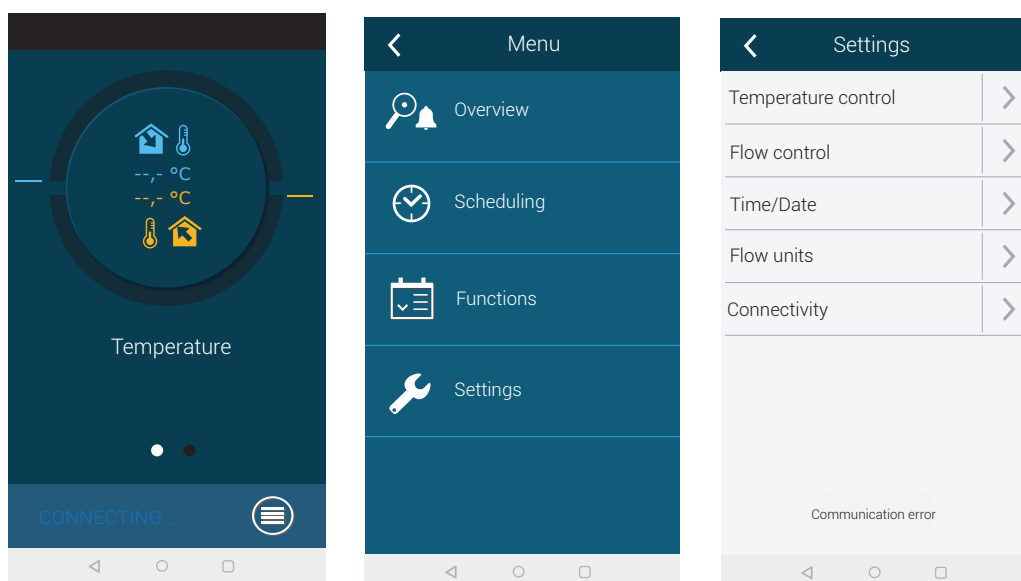 --,- °C
--,- °C
Temperature
CONNECTING...
Menu
Overview
Scheduling
Functions
Settings
Settings
Temperature control
Flow control
Time/Date
Flow units
Connectivity
Communication error